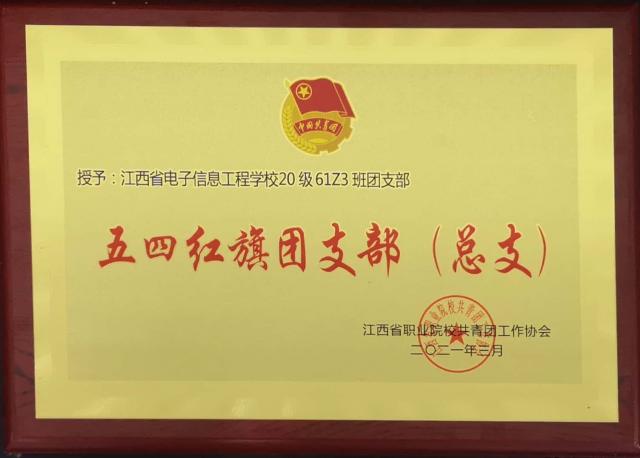 中国共青团
授予：江西省电子信息工程学校20级61Z3班团支部
五四红旗团支部（总支）
江西省职业院校共青团工作协会
二〇二一年三月